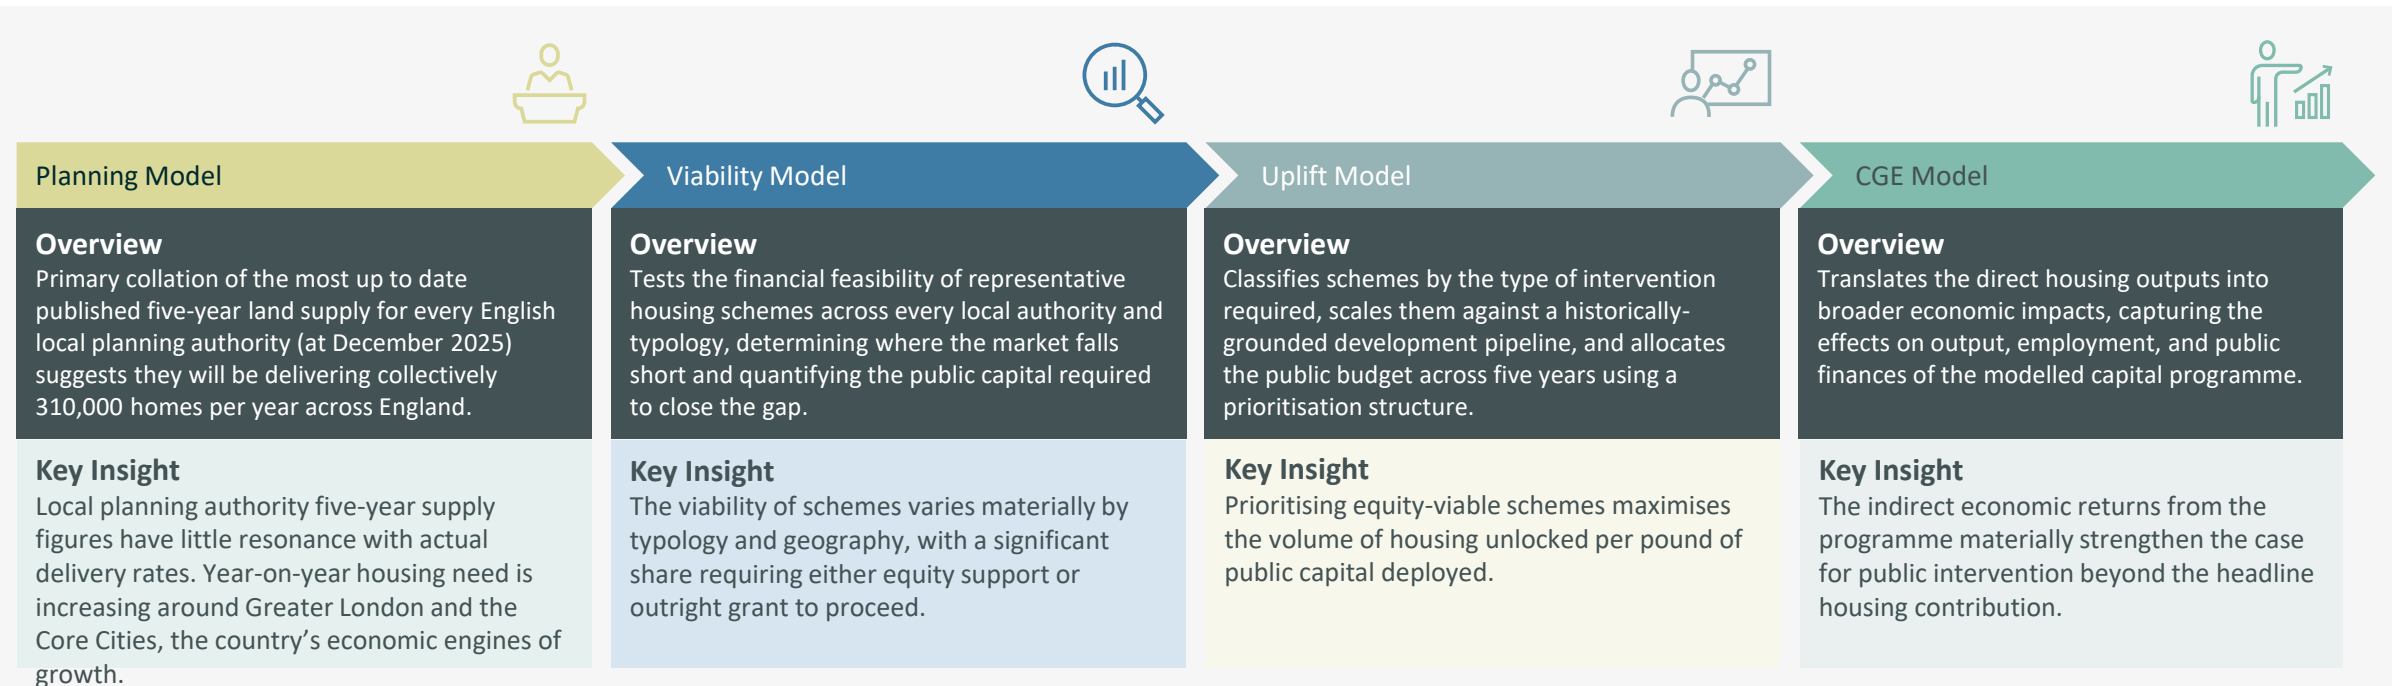 Planning Model
Overview
Primary collation of the most up to date
published five-year land supply for every English
local planning authority (at December 2025)
suggests they will be delivering collectively
310,000 homes per year across England.
Key Insight
Local planning authority five-year supply
figures have little resonance with actual
delivery rates. Year-on-year housing need is
increasing around Greater London and the
Core Cities, the country’s economic engines of
growth.
Viability Model
Overview
Tests the financial feasibility of representative
housing schemes across every local authority and
typology, determining where the market falls
short and quantifying the public capital required
to close the gap.
Key Insight
The viability of schemes varies materially by
typology and geography, with a significant
share requiring either equity support or
outright grant to proceed.
Uplift Model
Overview
Classifies schemes by the type of intervention
required, scales them against a historically-
grounded development pipeline, and allocates
the public budget across five years using a
prioritisation structure.
Key Insight
Prioritising equity-viable schemes maximises
the volume of housing unlocked per pound of
public capital deployed.
CGE Model
Overview
Translates the direct housing outputs into
broader economic impacts, capturing the
effects on output, employment, and public
finances of the modelled capital programme.
Key Insight
The indirect economic returns from the
programme materially strengthen the case
for public intervention beyond the headline
housing contribution.